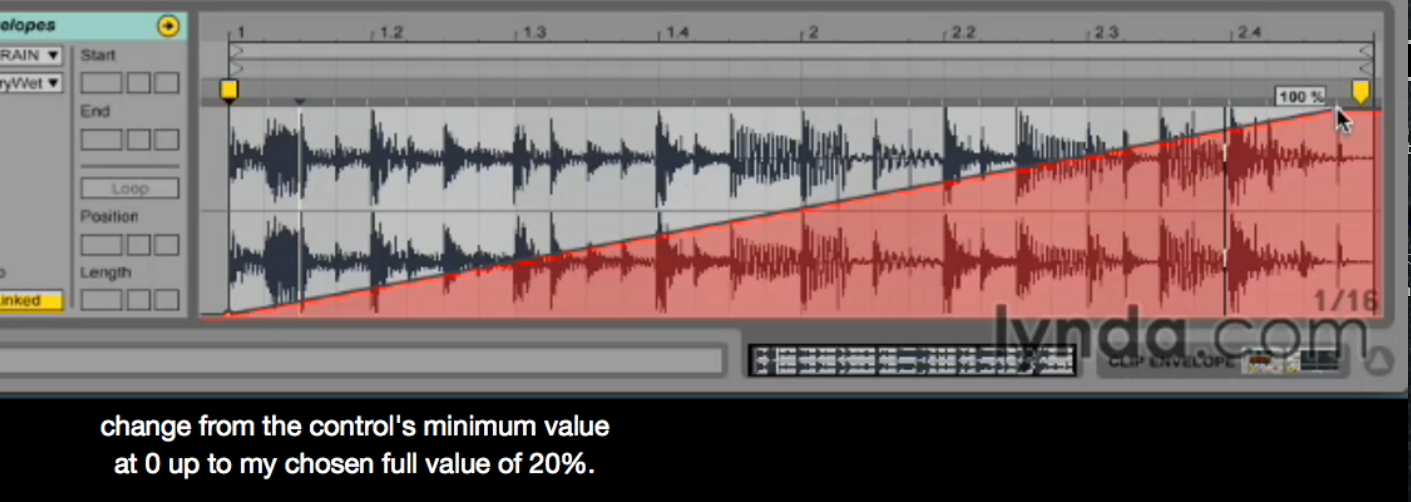 elopes
1 1.2 1.3 1.4 2 2.2 2.3 2.4
RAIN
Start
ryWet
End
100 %
Loop
Position
Length
inked
1/16
lynda.com
CLIP ENVELOPE
change from the control's minimum value
at 0 up to my chosen full value of 20%.